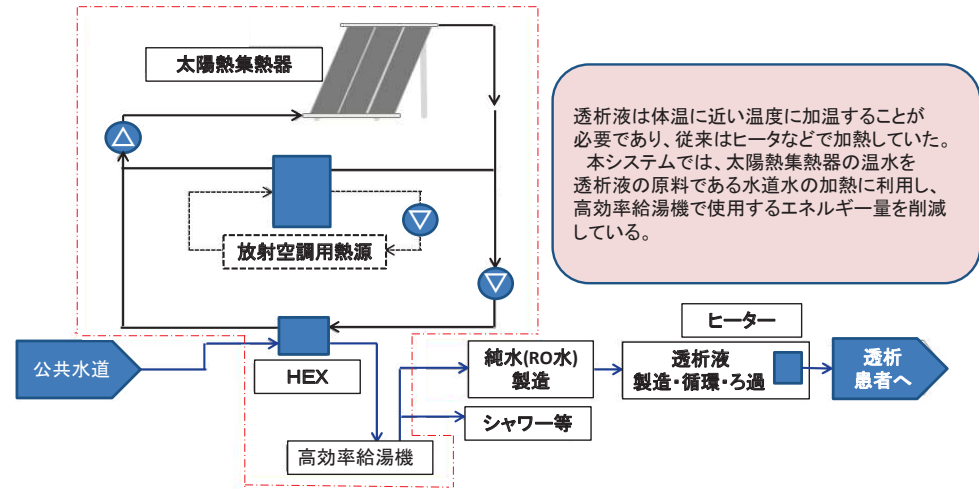 太陽熱集熱器
透析液は体温に近い温度に加温することが
必要であり、従来はヒータなどで加熱していた。
本システムでは、太陽熱集熱器の温水を
透析液の原料である水道水の加熱に利用し、
高効率給湯機で使用するエネルギー量を削減
している。
放射空調用熱源
公共水道
HEX
高効率給湯機
純水(RO水)
製造
シャワー等
ヒーター
透析液
製造・循環・ろ過
透析
患者へ